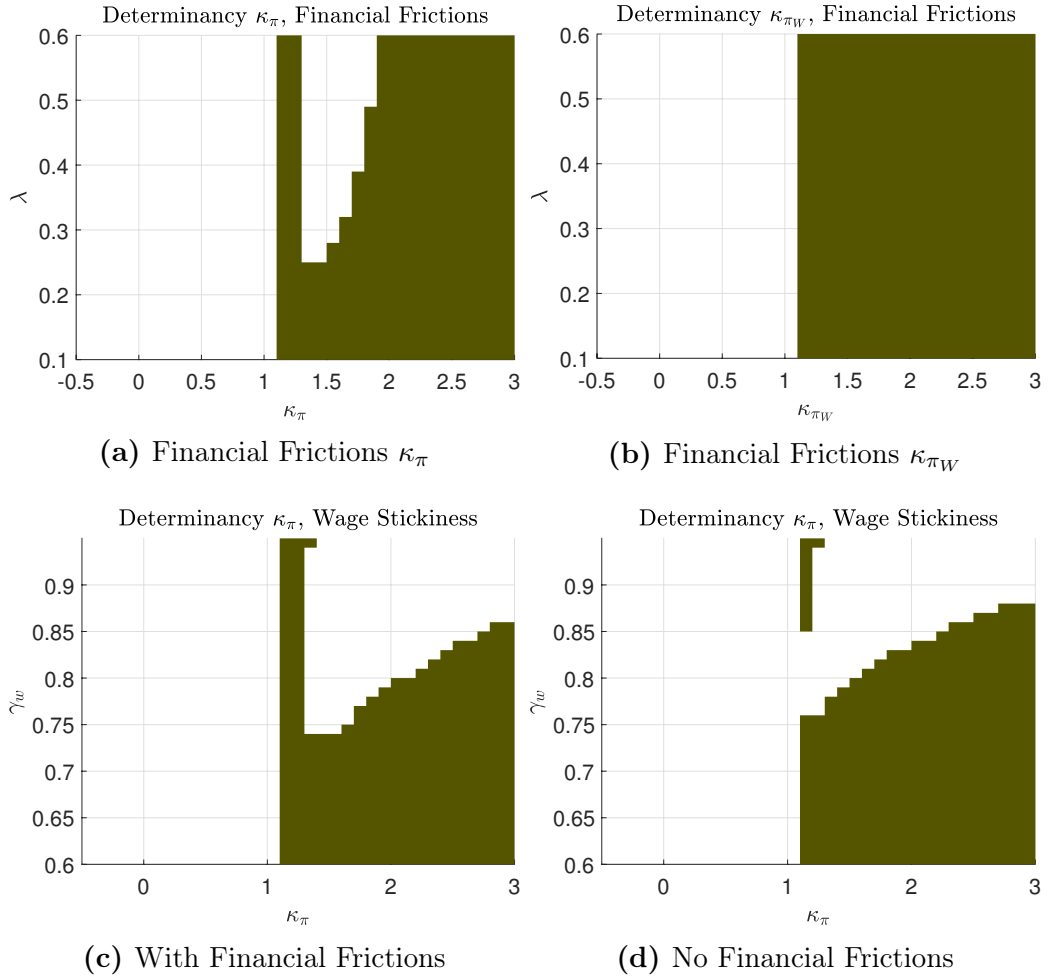 Determinancy κ_π, Financial Frictions
0.6
0.5
0.4
0.3
0.2
0.1
λ
-0.5 0 0.5 1 1.5 2 2.5 3
κ_π
(a) Financial Frictions κ_π
Determinancy κ_{π_W}, Financial Frictions
0.6
0.5
0.4
0.3
0.2
0.1
λ
-0.5 0 0.5 1 1.5 2 2.5 3
κ_{π_W}
(b) Financial Frictions κ_{π_W}
Determinancy κ_π, Wage Stickiness
0.9
0.85
0.8
0.75
0.7
0.65
0.6
γ_w
0 1 2 3
κ_π
(c) With Financial Frictions
Determinancy κ_π, Wage Stickiness
0.9
0.85
0.8
0.75
0.7
0.65
0.6
γ_w
0 1 2 3
κ_π
(d) No Financial Frictions